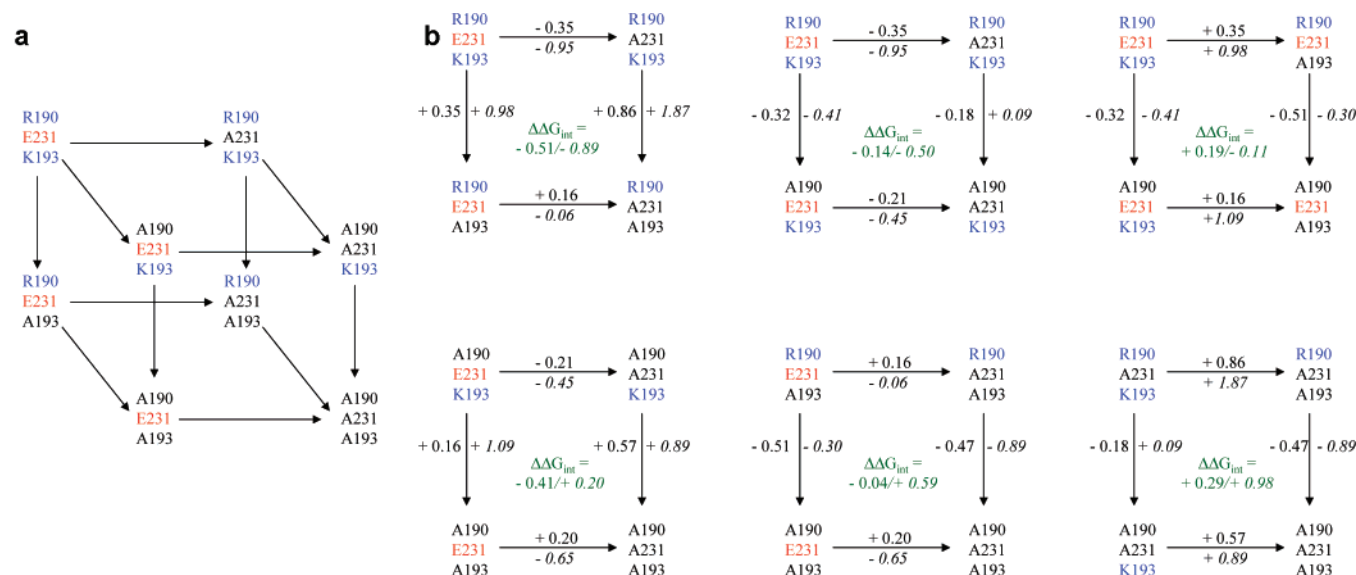 a
R190
E231
K193
R190
A231
K193
A190
E231
K193
A190
A231
K193
R190
E231
A193
R190
A231
A193
A190
E231
A193
A190
A231
A193
b
R190
E231
K193
- 0.35
- 0.95
R190
A231
K193
+ 0.35 + 0.98
+ 0.86 + 1.87
ΔΔG_int =
- 0.51/- 0.89
R190
E231
A193
+ 0.16
- 0.06
R190
A231
A193
R190
E231
K193
- 0.35
- 0.95
R190
A231
K193
- 0.32 - 0.41
- 0.18 + 0.09
ΔΔG_int =
- 0.14/- 0.50
A190
E231
K193
- 0.21
- 0.45
A190
A231
K193
R190
E231
K193
+ 0.35
+ 0.98
R190
E231
A193
- 0.32 - 0.41
- 0.51 - 0.30
ΔΔG_int =
+ 0.19/- 0.11
A190
E231
K193
+ 0.16
+1.09
A190
E231
A193
A190
E231
K193
- 0.21
- 0.45
A190
A231
K193
+ 0.16 + 1.09
+ 0.57 + 0.89
ΔΔG_int =
- 0.41/+ 0.20
A190
E231
A193
+ 0.20
- 0.65
A190
A231
A193
R190
E231
A193
+ 0.16
- 0.06
R190
A231
A193
- 0.51 - 0.30
- 0.47 - 0.89
ΔΔG_int =
- 0.04/+ 0.59
A190
E231
A193
+ 0.20
- 0.65
A190
A231
A193
R190
A231
K193
+ 0.86
+ 1.87
R190
A231
A193
- 0.18 + 0.09
- 0.47 - 0.89
ΔΔG_int =
+ 0.29/+ 0.98
A190
A231
K193
+ 0.57
+ 0.89
A190
A231
A193